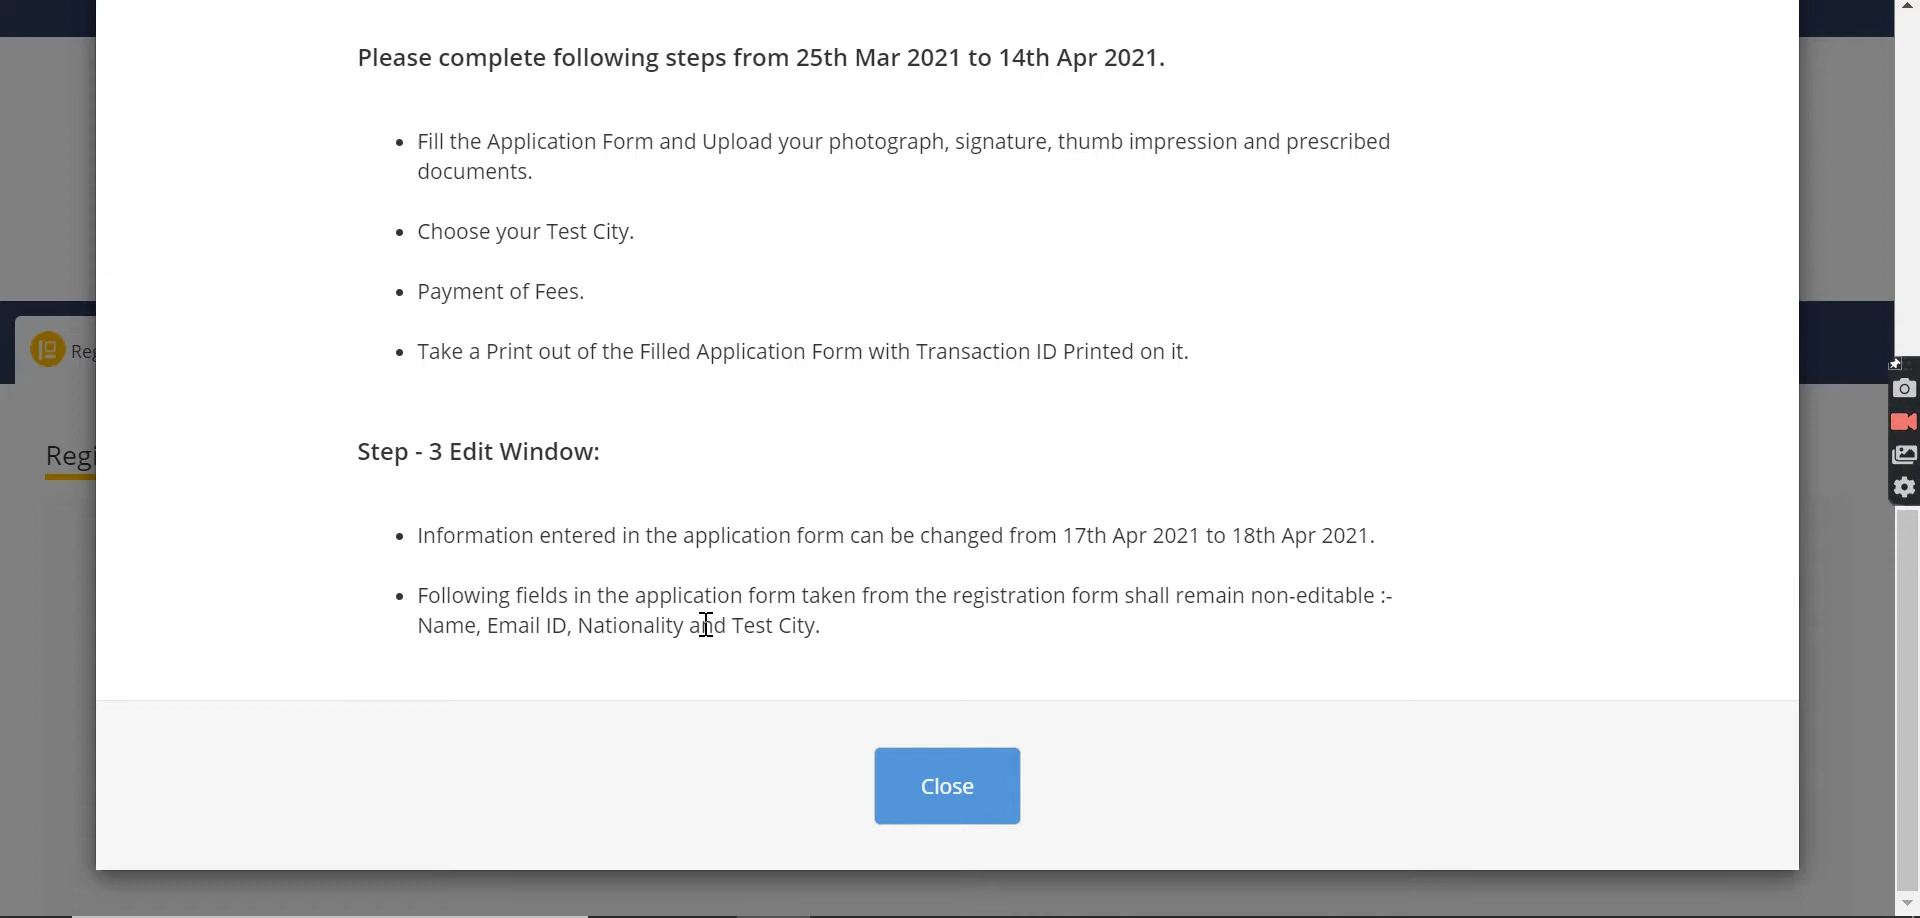 Please complete following steps from 25th Mar 2021 to 14th Apr 2021.
Fill the Application Form and Upload your photograph, signature, thumb impression and prescribed
documents.
Choose your Test City.
Payment of Fees.
Take a Print out of the Filled Application Form with Transaction ID Printed on it.
Reg
Step - 3 Edit Window:
Regi
Information entered in the application form can be changed from 17th Apr 2021 to 18th Apr 2021.
Following fields in the application form taken from the registration form shall remain non-editable :-
Name, Email ID, Nationality and Test City.
Close